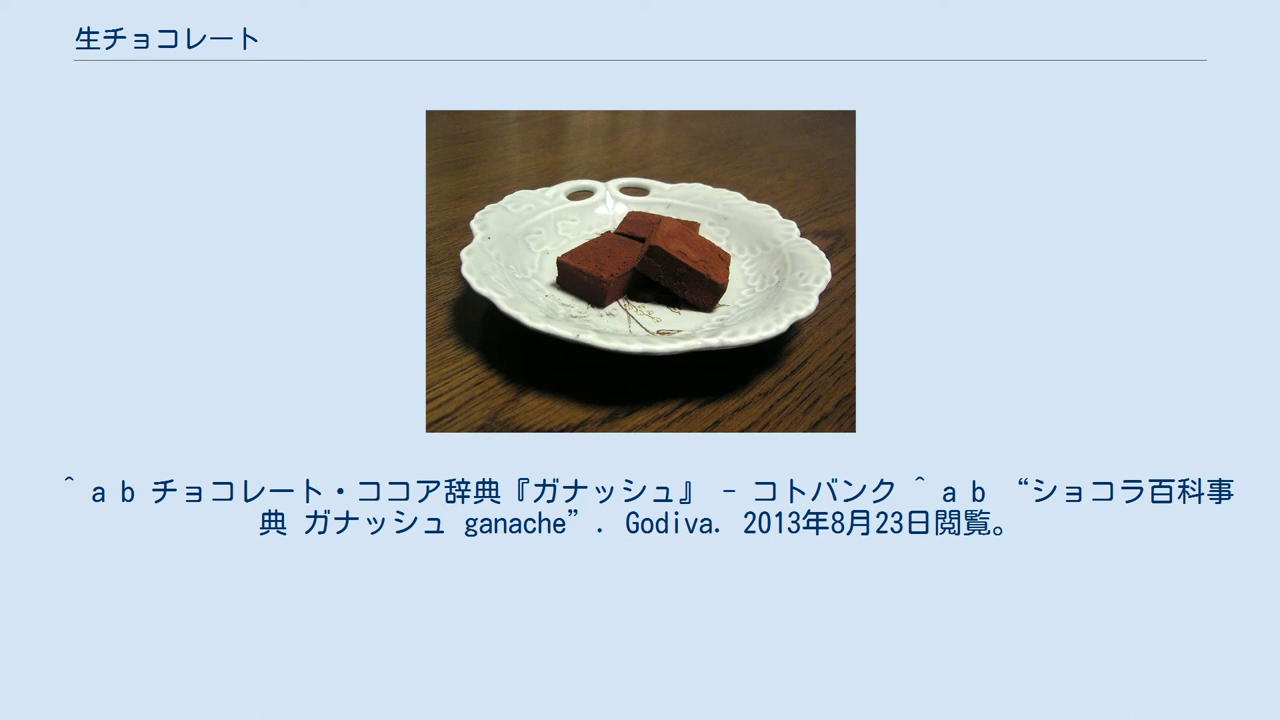 生チョコレート
^ a b チョコレート・ココア辞典『ガナッシュ』 - コトバンク ^ a b “ショコラ百科事
典 ガナッシュ ganache”. Godiva. 2013年8月23日閲覧。